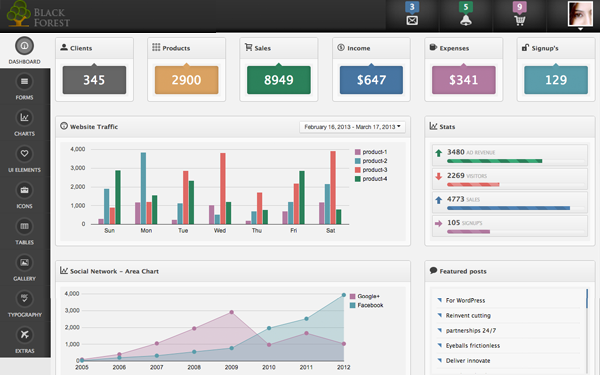 BLACK
FOREST
3
5
9
DASHBOARD
FORMS
CHARTS
UI ELEMENTS
ICONS
TABLES
GALLERY
TYPOGRAPHY
EXTRAS
Clients
345
Products
2900
Sales
8949
Income
$647
Expenses
$341
Signup's
129
Website Traffic
February 16, 2013 - March 17, 2013
4,000
3,000
2,000
1,000
0
Sun Mon Tue Wed Thu Fri Sat
product-1
product-2
product-3
product-4
Stats
3480 AD REVENUE
2269 VISITORS
4773 SALES
105 SIGNUPS
Social Network - Area Chart
4,000
3,000
2,000
1,000
0
2005 2006 2007 2008 2009 2010 2011 2012
Google+
Facebook
Featured posts
For WordPress
Reinvent cutting
partnerships 24/7
Eyeballs frictionless
Deliver innovate